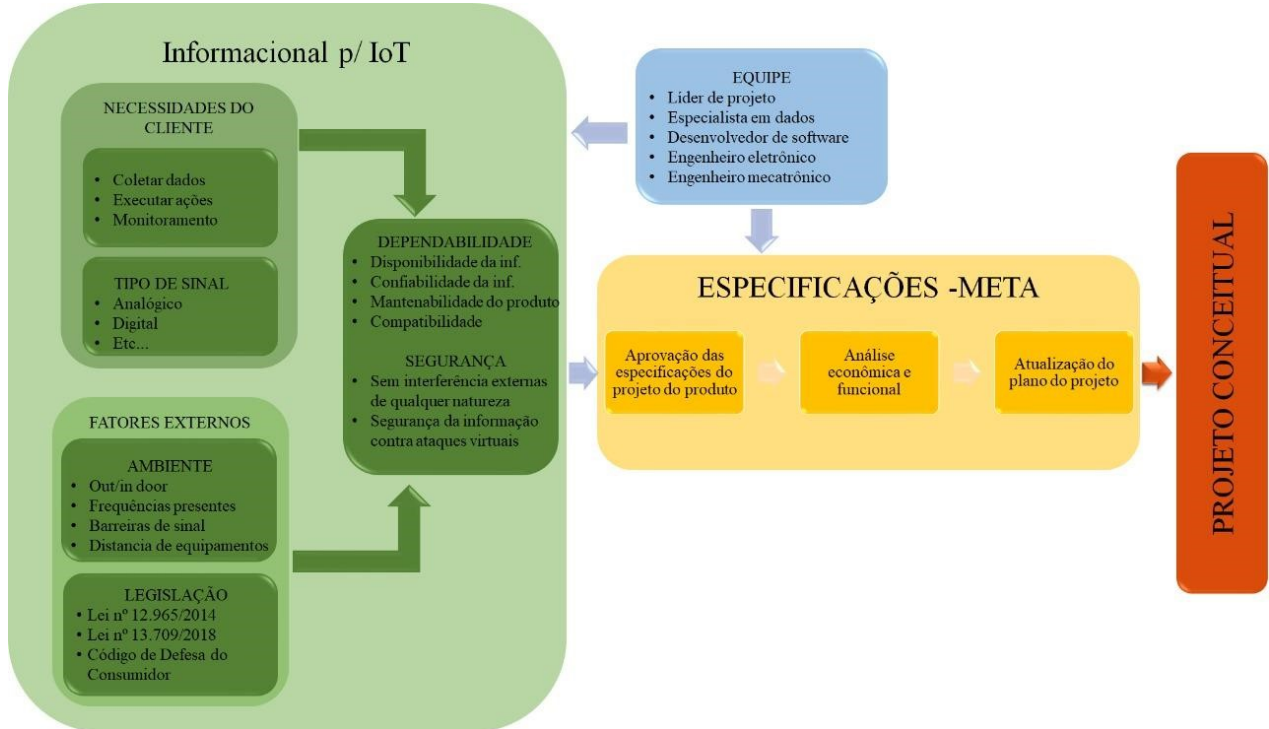 Informacional p/ IoT
NECESSIDADES DO
CLIENTE
• Coletar dados
• Executar ações
• Monitoramento
TIPO DE SINAL
• Analógico
• Digital
• Etc...
FATORES EXTERNOS
AMBIENTE
• Out/in door
• Frequências presentes
• Barreiras de sinal
• Distancia de equipamentos
LEGISLAÇÃO
• Lei nº 12.965/2014
• Lei nº 13.709/2018
• Código de Defesa do
Consumidor
DEPENDABILIDADE
• Disponibilidade da inf.
• Confiabilidade da inf.
• Mantenabilidade do produto
• Compatibilidade
SEGURANÇA
• Sem interferência externas
de qualquer natureza
• Segurança da informação
contra ataques virtuais
EQUIPE
• Líder de projeto
• Especialista em dados
• Desenvolvedor de software
• Engenheiro eletrônico
• Engenheiro mecatrônico
ESPECIFICAÇÕES -META
Aprovação das
especificações do
projeto do produto
Análise
econômica e
funcional
Atualização do
plano do projeto
PROJETO CONCEITUAL